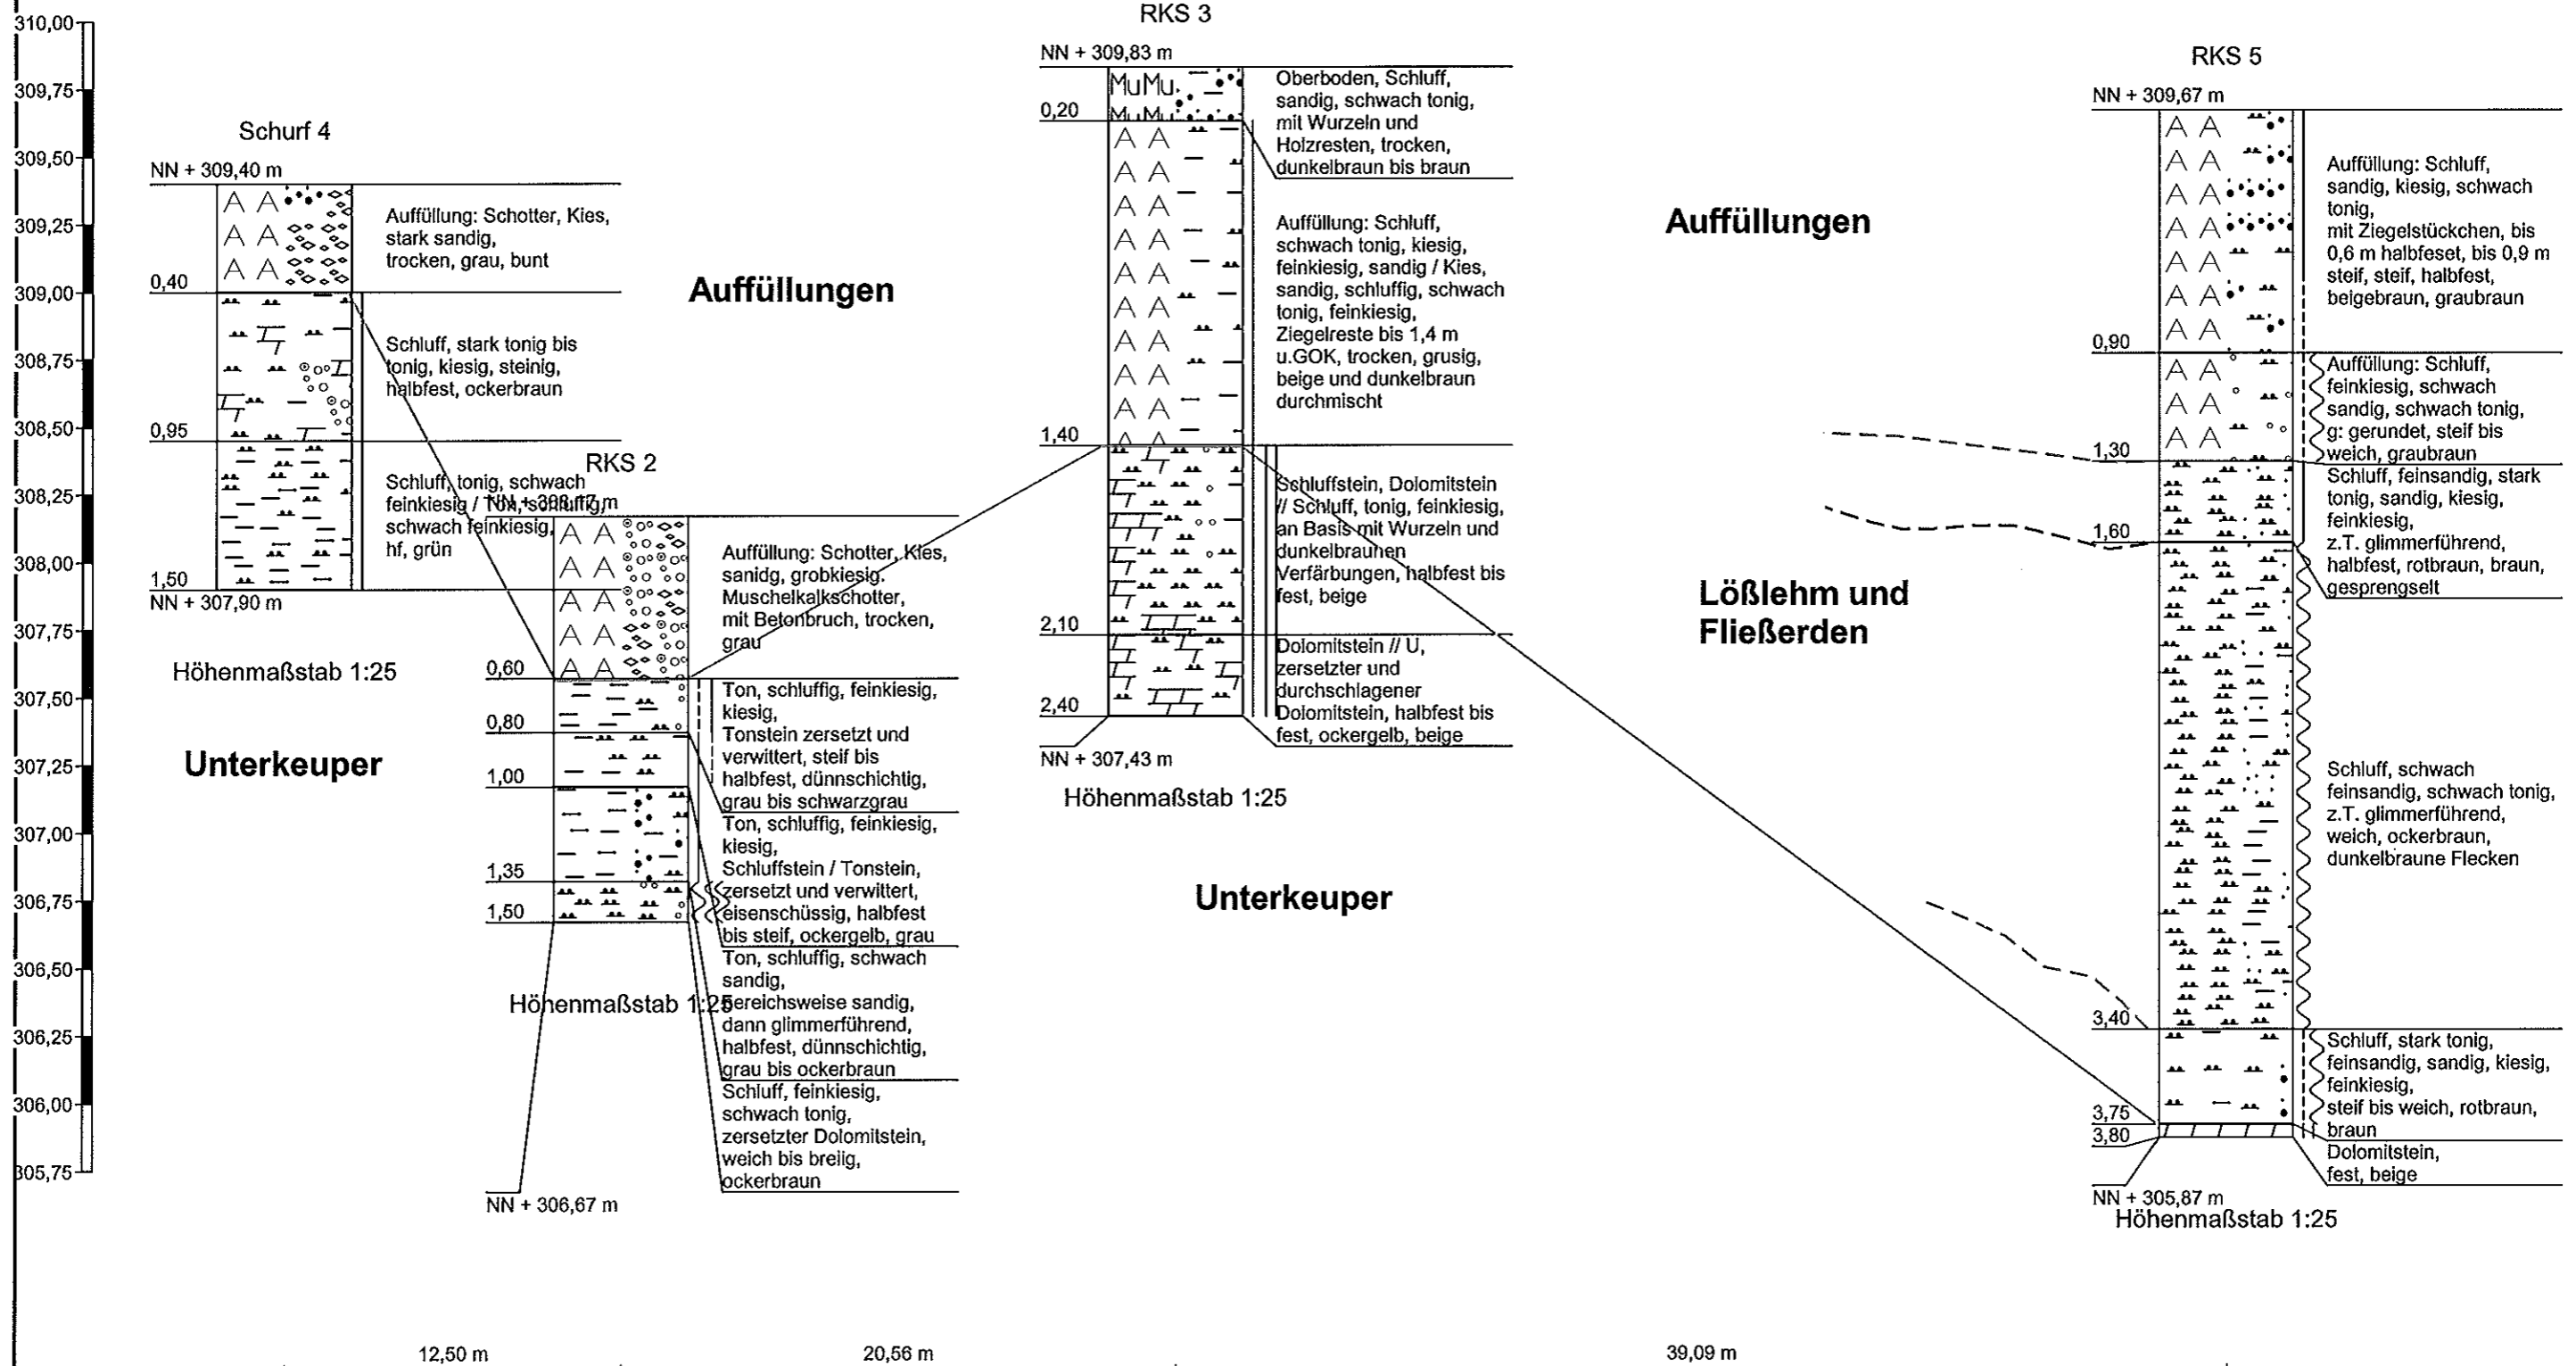 310,00
309,75
309,50
309,25
309,00
308,75
308,50
308,25
308,00
307,75
307,50
307,25
307,00
306,75
306,50
306,25
306,00
305,75
Schurf 4
NN + 309,40 m
0,40
0,95
1,50
NN + 307,90 m
Auffüllung: Schotter, Kies,
stark sandig,
trocken, grau, bunt
Schluff, stark tonig bis
tonig, kiesig, steinig,
halbfest, ockerbraun
Schluff, tonig, schwach
feinkiesig / Ton, schluffig,
schwach feinkiesig,
hf, grün
Höhenmaßstab 1:25
Unterkeuper
Auffüllungen
RKS 2
NN + 308,17 m
0,60
0,80
1,00
1,35
1,50
NN + 306,67 m
Auffüllung: Schotter, Kies,
sanidg, grobkiesig.
Muschelkalkschotter,
mit Betonbruch, trocken,
grau
Ton, schluffig, feinkiesig,
kiesig,
Tonstein zersetzt und
verwittert, steif bis
halbfest, dünnschichtig,
grau bis schwarzgrau
Ton, schluffig, feinkiesig,
kiesig,
Schluffstein / Tonstein,
zersetzt und verwittert,
eisenschüssig, halbfest
bis steif, ockergelb, grau
Ton, schluffig, schwach
sandig,
bereichsweise sandig,
dann glimmerführend,
halbfest, dünnschichtig,
grau bis ockerbraun
Schluff, feinkiesig,
schwach tonig,
zersetzter Dolomitstein,
weich bis breiig,
ockerbraun
Höhenmaßstab 1:25
RKS 3
NN + 309,83 m
MuMu
Mu Mu
0,20
1,40
2,10
2,40
NN + 307,43 m
Oberboden, Schluff,
sandig, schwach tonig,
mit Wurzeln und
Holzresten, trocken,
dunkelbraun bis braun
Auffüllung: Schluff,
schwach tonig, kiesig,
feinkiesig, sandig / Kies,
sandig, schluffig, schwach
tonig, feinkiesig,
Ziegelreste bis 1,4 m
u.GOK, trocken, grusig,
beige und dunkelbraun
durchmischt
Schluffstein, Dolomitstein
// Schluff, tonig, feinkiesig,
an Basis mit Wurzeln und
dunkelbraunen
Verfärbungen, halbfest bis
fest, beige
Dolomitstein // U,
zersetzter und
durchschlagener
Dolomitstein, halbfest bis
fest, ockergelb, beige
Höhenmaßstab 1:25
Unterkeuper
Auffüllungen
Lößlehm und
Fließerden
RKS 5
NN + 309,67 m
0,90
1,30
1,60
3,40
3,75
3,80
NN + 305,87 m
Auffüllung: Schluff,
sandig, kiesig, schwach
tonig,
mit Ziegelstückchen, bis
0,6 m halbfeset, bis 0,9 m
steif, steif, halbfest,
beigebraun, graubraun
Auffüllung: Schluff,
feinkiesig, schwach
sandig, schwach tonig,
g: gerundet, steif bis
weich, graubraun
Schluff, feinsandig, stark
tonig, sandig, kiesig,
feinkiesig,
z.T. glimmerführend,
halbfest, rotbraun, braun,
gesprengselt
Schluff, schwach
feinsandig, schwach tonig,
z.T. glimmerführend,
weich, ockerbraun,
dunkelbraune Flecken
Schluff, stark tonig,
feinsandig, sandig, kiesig,
feinkiesig,
steif bis weich, rotbraun,
braun
Dolomitstein,
fest, beige
Höhenmaßstab 1:25
12,50 m
20,56 m
39,09 m